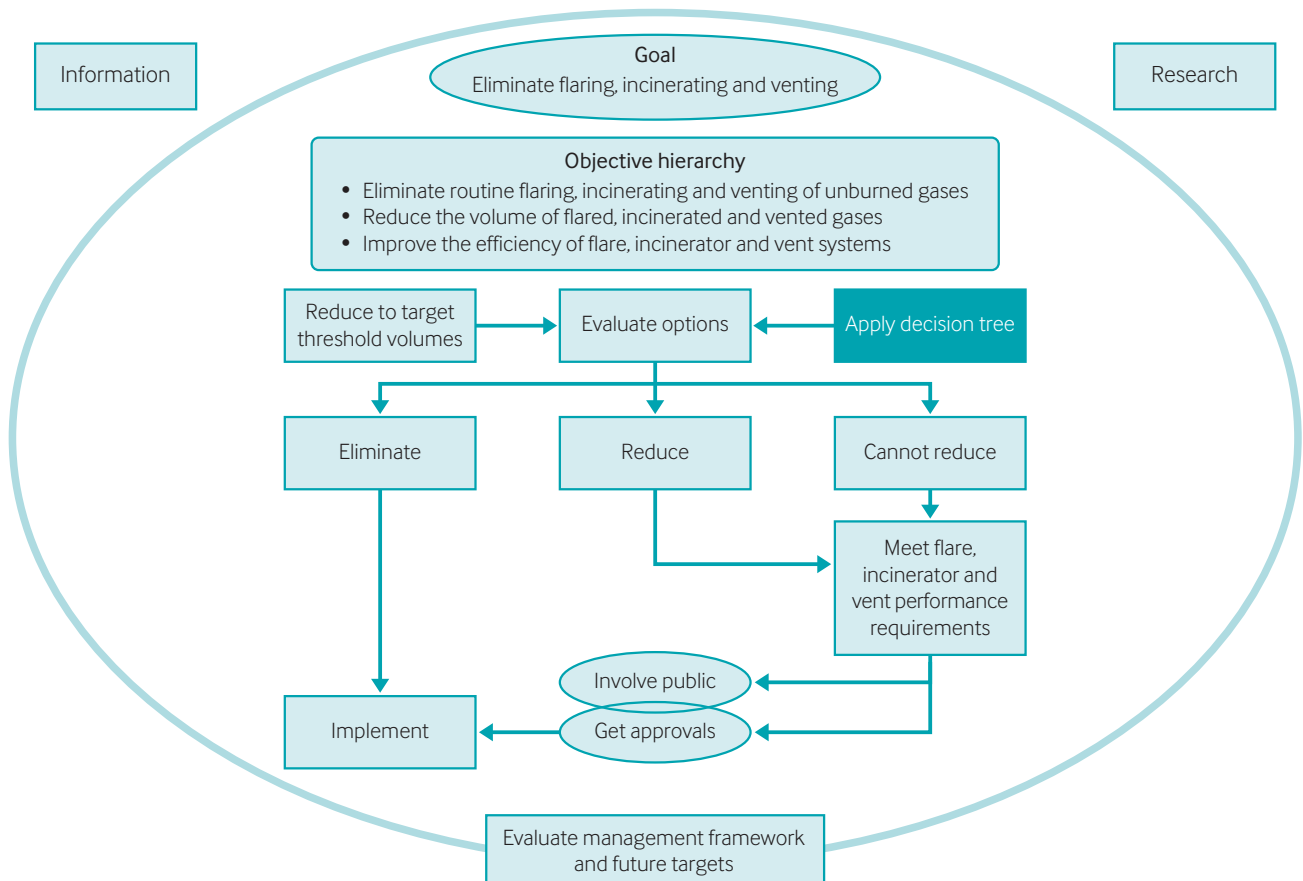 Information
Goal
Eliminate flaring, incinerating and venting
Research
Objective hierarchy
• Eliminate routine flaring, incinerating and venting of unburned gases
• Reduce the volume of flared, incinerated and vented gases
• Improve the efficiency of flare, incinerator and vent systems
Reduce to target
threshold volumes
Evaluate options
Apply decision tree
Eliminate
Reduce
Cannot reduce
Meet flare,
incinerator and
vent performance
requirements
Involve public
Get approvals
Implement
Evaluate management framework
and future targets